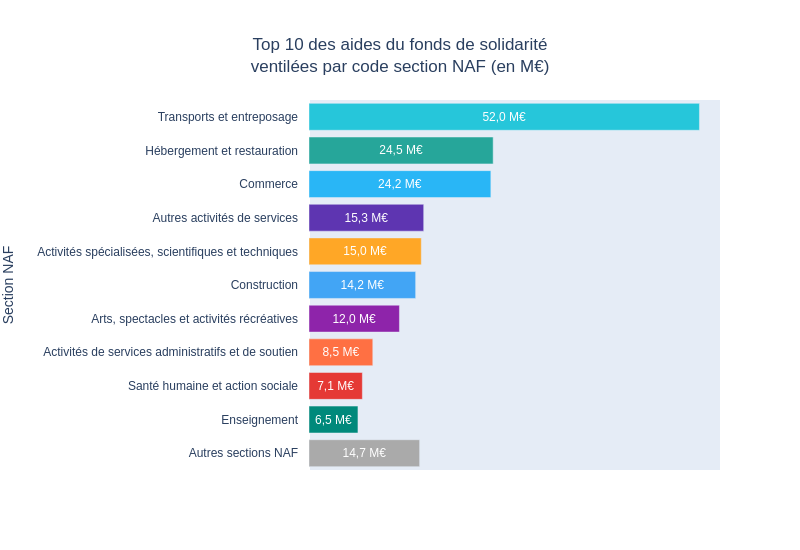 Top 10 des aides du fonds de solidarité
ventilées par code section NAF (en M€)
Section NAF
Transports et entreposage 52,0 M€
Hébergement et restauration 24,5 M€
Commerce 24,2 M€
Autres activités de services 15,3 M€
Activités spécialisées, scientifiques et techniques 15,0 M€
Construction 14,2 M€
Arts, spectacles et activités récréatives 12,0 M€
Activités de services administratifs et de soutien 8,5 M€
Santé humaine et action sociale 7,1 M€
Enseignement 6,5 M€
Autres sections NAF 14,7 M€